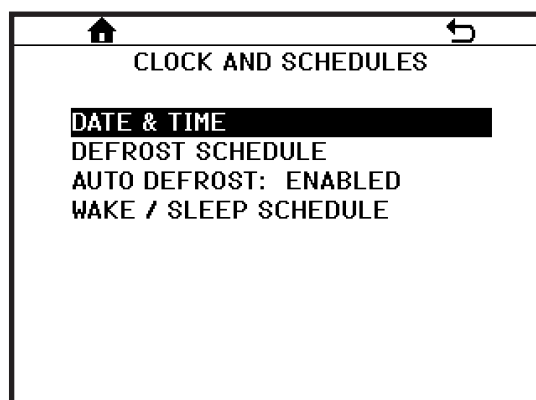 CLOCK AND SCHEDULES
DATE & TIME
DEFROST SCHEDULE
AUTO DEFROST: ENABLED
WAKE / SLEEP SCHEDULE